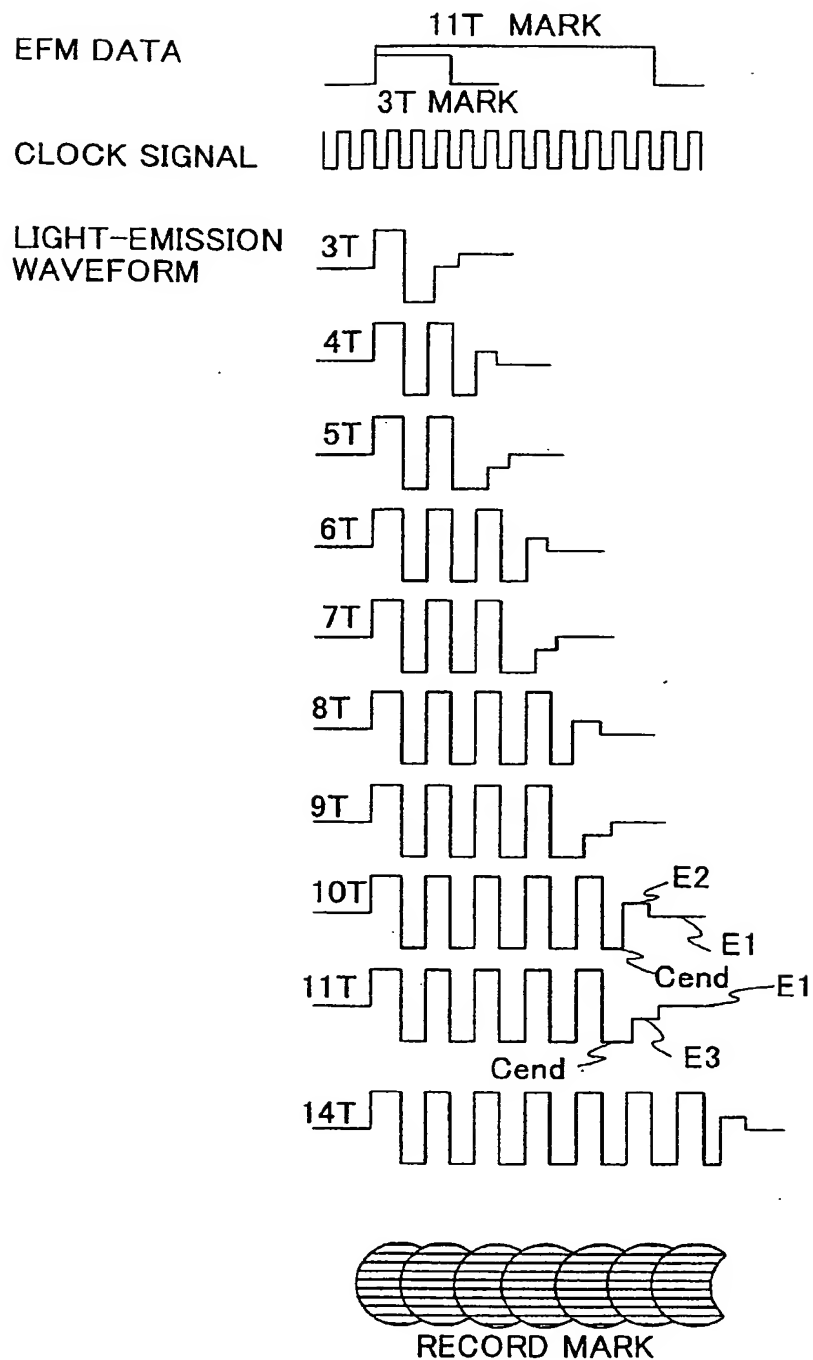 EFM DATA
11T MARK
3T MARK
CLOCK SIGNAL
LIGHT-EMISSION
WAVEFORM
3T
4T
5T
6T
7T
8T
9T
10T
E2
E1
Cend
11T
E1
E3
Cend
14T
RECORD MARK